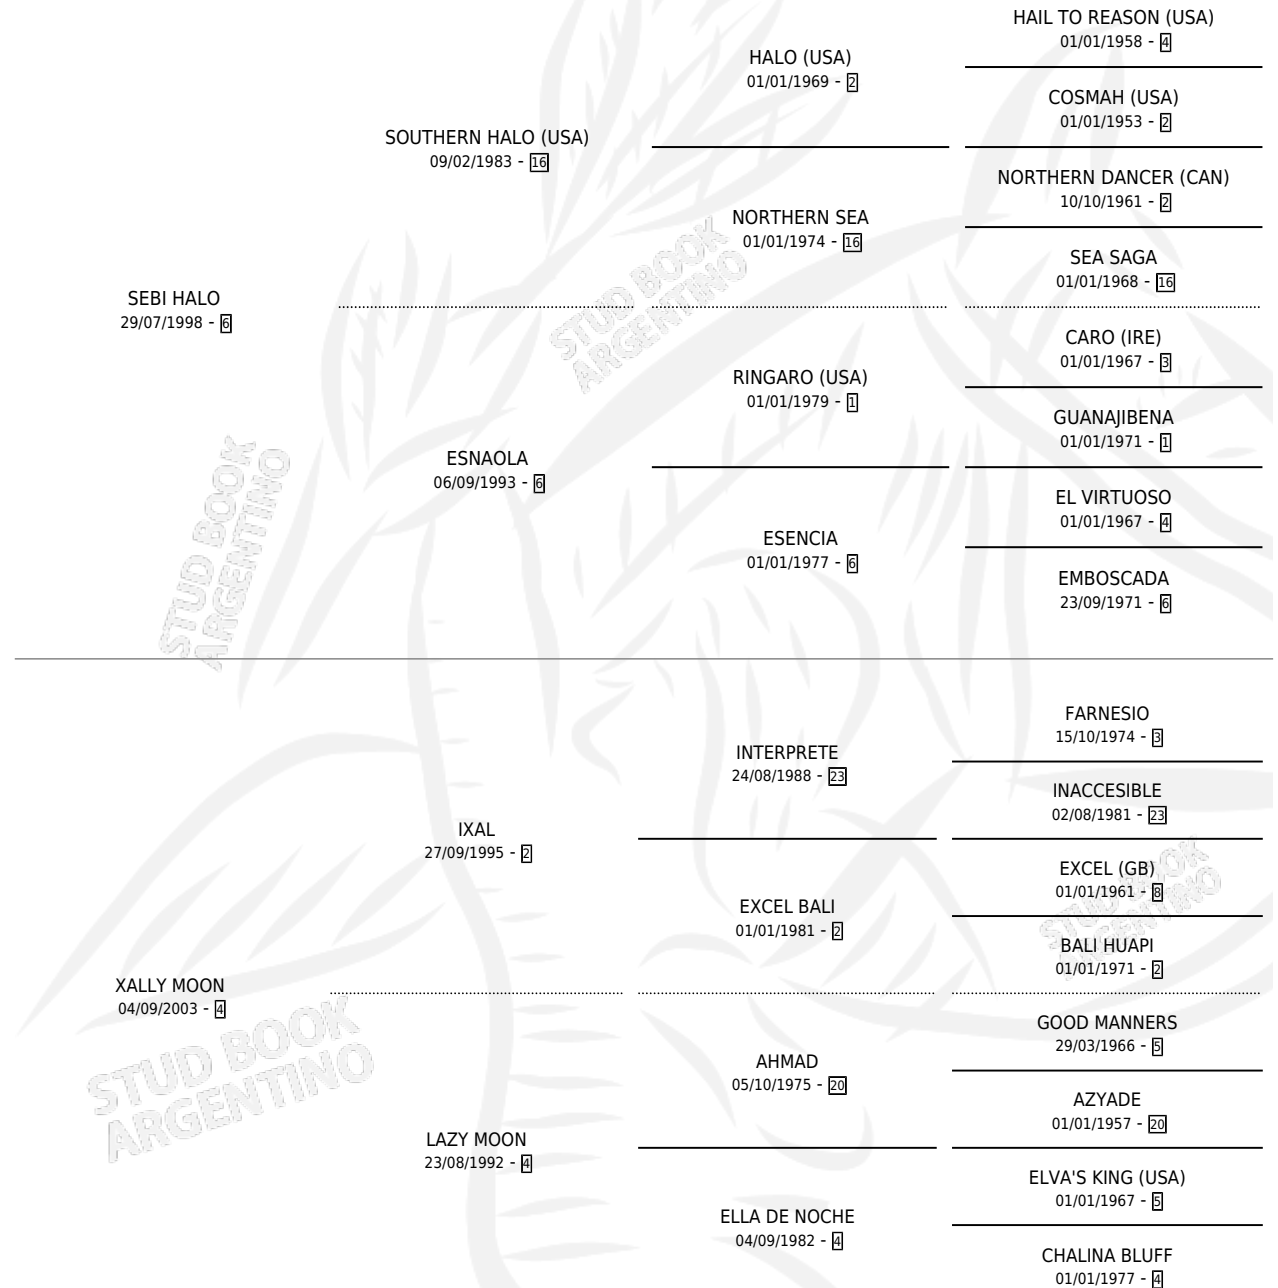 HAIL TO REASON (USA)
01/01/1958 - 4
HALO (USA)
01/01/1969 - 2
COSMAH (USA)
01/01/1953 - 2
SOUTHERN HALO (USA)
09/02/1983 - 16
NORTHERN DANCER (CAN)
10/10/1961 - 2
NORTHERN SEA
01/01/1974 - 16
SEA SAGA
01/01/1968 - 16
STUD BOOK
ARGENTINO
SEBI HALO
29/07/1998 - 6
CARO (IRE)
01/01/1967 - 3
RINGARO (USA)
01/01/1979 - 1
GUANAJIBENA
01/01/1971 - 1
ESNAOLA
06/09/1993 - 6
EL VIRTUOSO
01/01/1967 - 4
ESENCIA
01/01/1977 - 6
EMBOSCADA
23/09/1971 - 6
STUD BOOK
ARGENTINO
FARNESIO
15/10/1974 - 3
INTERPRETE
24/08/1988 - 23
INACCESIBLE
02/08/1981 - 23
IXAL
27/09/1995 - 2
EXCEL (GB)
01/01/1961 - 8
EXCEL BALI
01/01/1981 - 2
BALI HUAPI
01/01/1971 - 2
STUD BOOK
ARGENTINO
XALLY MOON
04/09/2003 - 4
GOOD MANNERS
29/03/1966 - 5
AHMAD
05/10/1975 - 20
AZYADE
01/01/1957 - 20
STUD BOOK
ARGENTINO
LAZY MOON
23/08/1992 - 4
ELVA'S KING (USA)
01/01/1967 - 5
ELLA DE NOCHE
04/09/1982 - 4
CHALINA BLUFF
01/01/1977 - 4